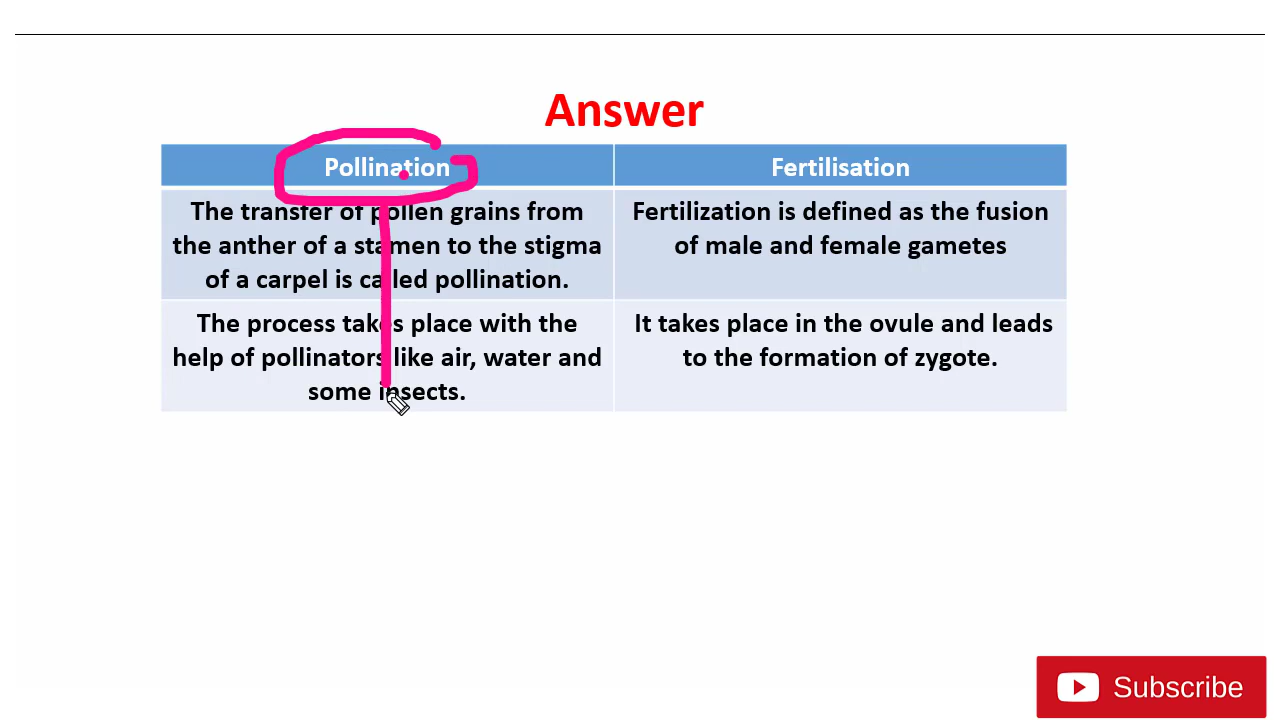 Answer
Pollination
Fertilisation
The transfer of pollen grains from
the anther of a stamen to the stigma
of a carpel is called pollination.
Fertilization is defined as the fusion
of male and female gametes
The process takes place with the
help of pollinators like air, water and
some insects.
It takes place in the ovule and leads
to the formation of zygote.
Subscribe